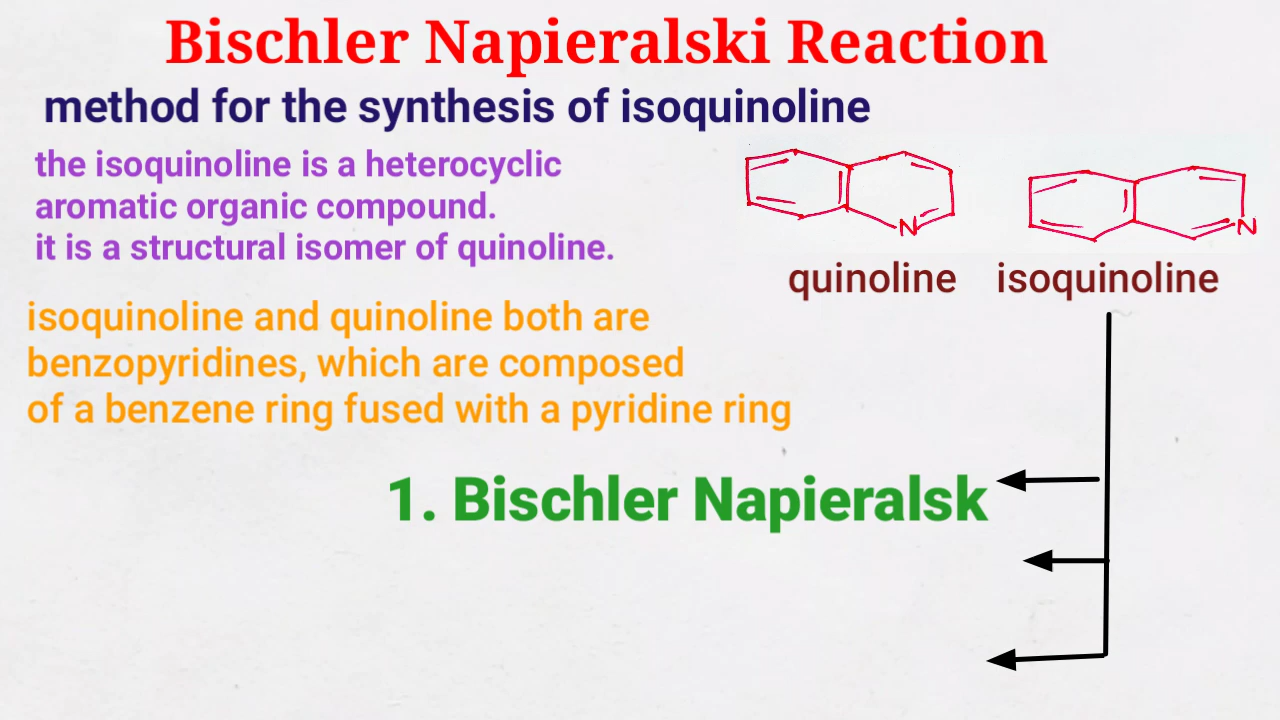 Bischler Napieralski Reaction
method for the synthesis of isoquinoline
the isoquinoline is a heterocyclic
aromatic organic compound.
it is a structural isomer of quinoline.
N
N
quinoline
isoquinoline
isoquinoline and quinoline both are
benzopyridines, which are composed
of a benzene ring fused with a pyridine ring
1. Bischler Napieralsk